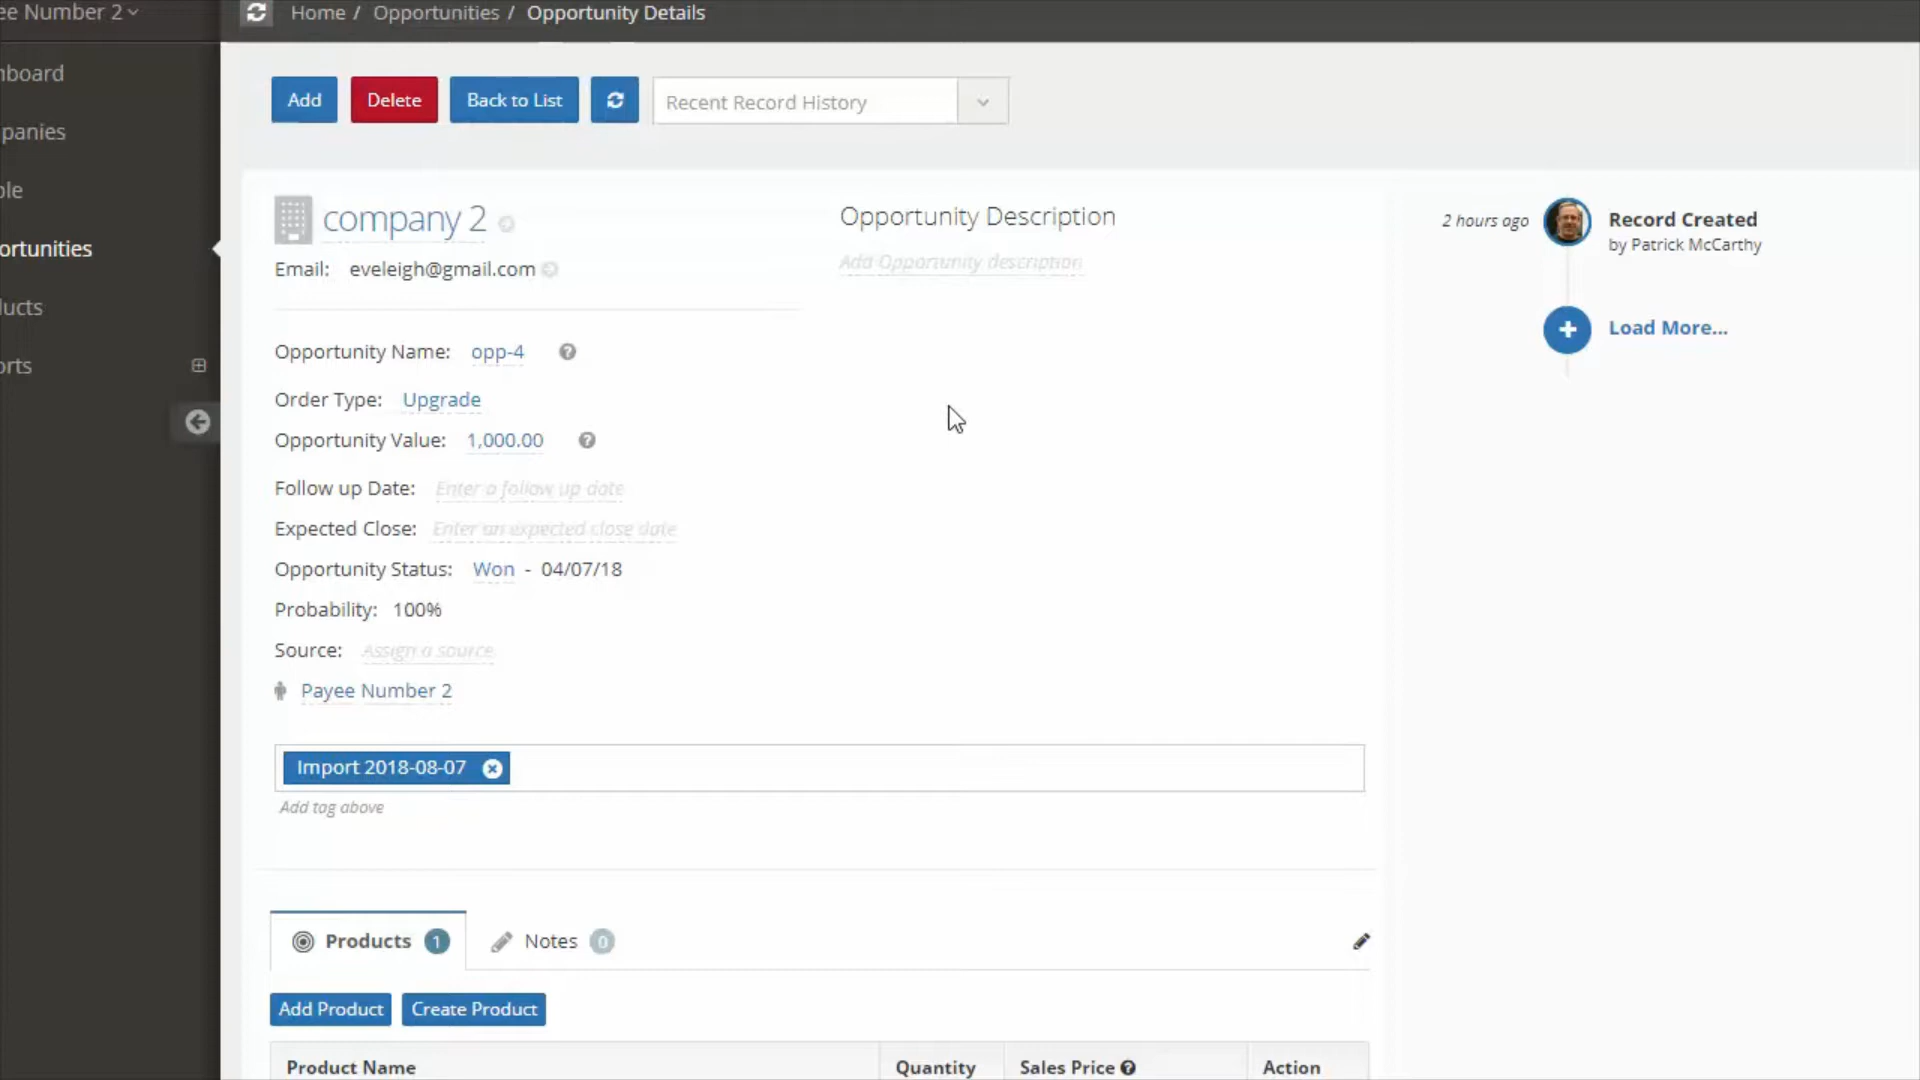 ee Number 2
Home / Opportunities / Opportunity Details
nboard
panies
ple
ortunities
lucts
orts
Add Delete Back to List Recent Record History
company 2
Email: eveleigh@gmail.com
Opportunity Description
Add Opportunity description
2 hours ago Record Created
by Patrick McCarthy
Load More...
Opportunity Name: opp-4
Order Type: Upgrade
Opportunity Value: 1,000.00
Follow up Date: Enter a follow up date
Expected Close: Enter an expected close date
Opportunity Status: Won - 04/07/18
Probability: 100%
Source: Assign a source
Payee Number 2
Import 2018-08-07
Add tag above
Products 1 Notes 0
Add Product Create Product
Product Name Quantity Sales Price Action